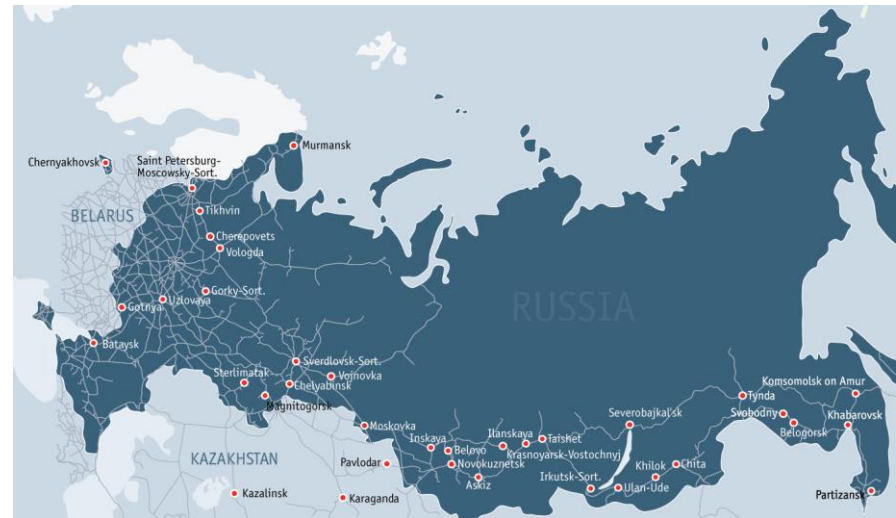 Murmansk
Chernyakhovsk
Saint Petersburg-
Moscowsky-Sort.
Tikhvin
BELARUS
Cherepovets
Vologda
Gorky-Sort.
Uzlovaya
Gotnya
RUSSIA
Bataysk
Sverdlovsk-Sort.
Sterlimatak
Vojnovka
Chelyabinsk
Magnitogorsk
Komsomolsk on Amur
Tynda
Svobodny
Khabarovsk
Belogorsk
Severobajkal'sk
Moskovka
Inskaya
Ilanskaya
Taishet
Belovo
Krasnoyarsk-Vostochnyj
KAZAKHSTAN
Pavlodar
Novokuznetsk
Khilok
Chita
Askiz
Irkutsk-Sort.
Ulan-Ude
Kazalinsk
Karaganda
Partizansk